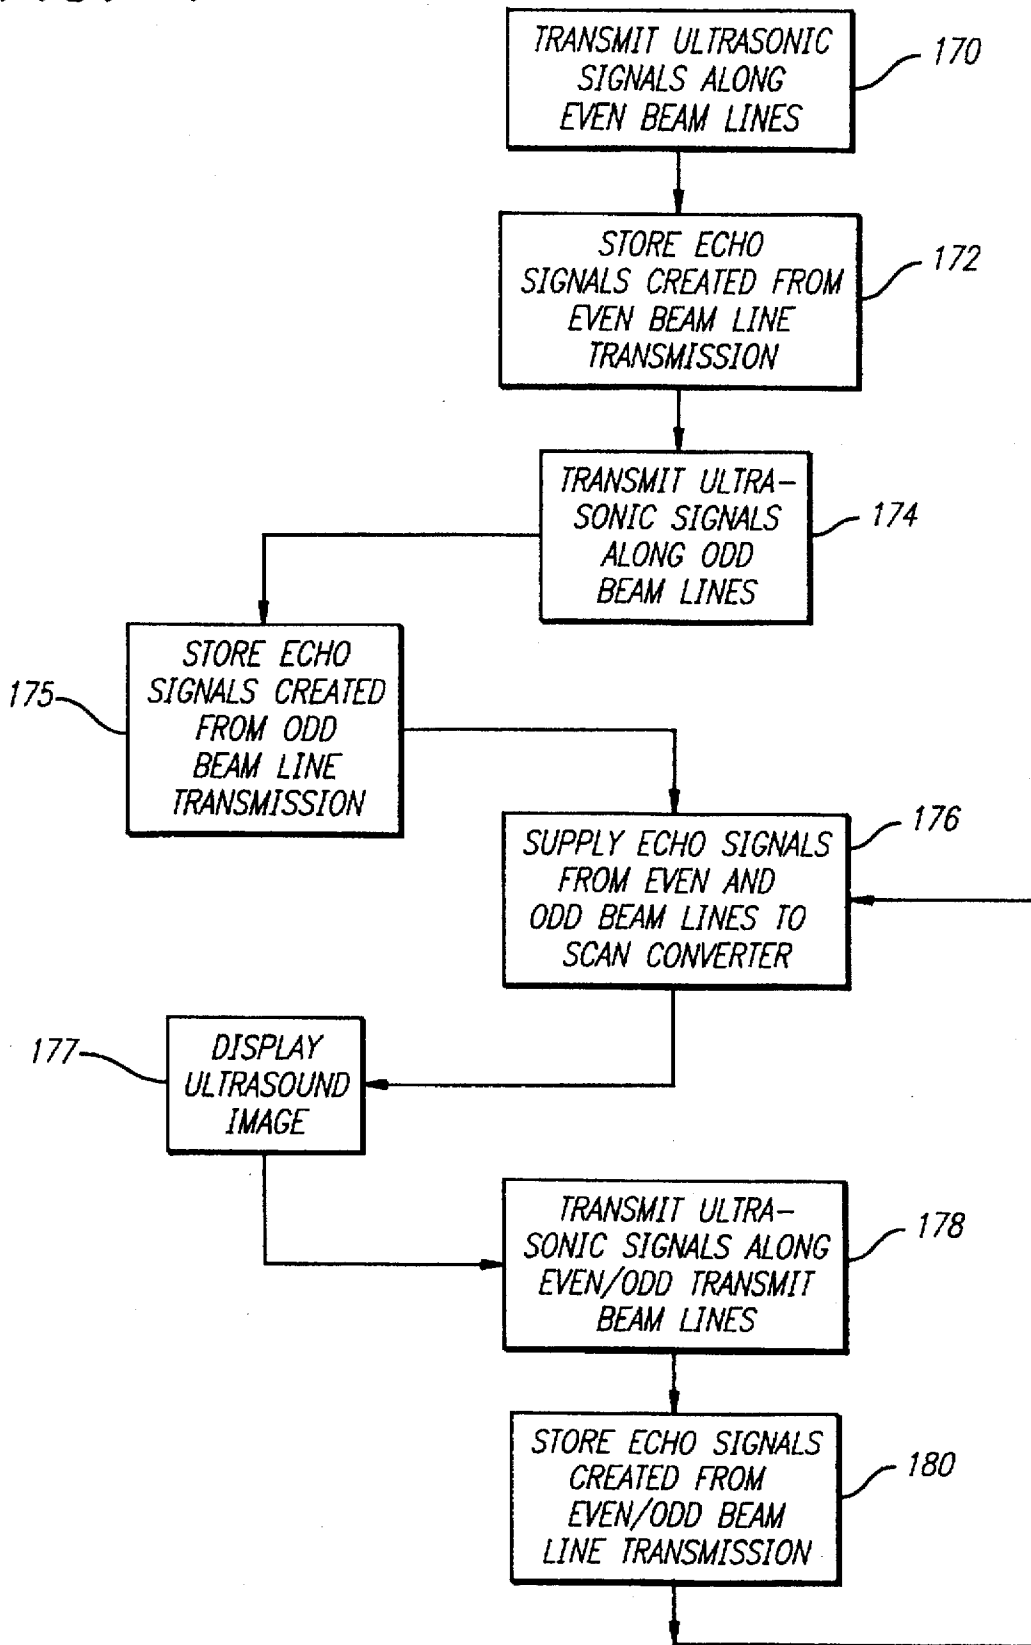 TRANSMIT ULTRASONIC
SIGNALS ALONG
EVEN BEAM LINES
170
STORE ECHO
SIGNALS CREATED FROM
EVEN BEAM LINE
TRANSMISSION
172
TRANSMIT ULTRA-
SONIC SIGNALS
ALONG ODD
BEAM LINES
174
STORE ECHO
SIGNALS CREATED
FROM ODD
BEAM LINE
TRANSMISSION
175
SUPPLY ECHO SIGNALS
FROM EVEN AND
ODD BEAM LINES TO
SCAN CONVERTER
176
DISPLAY
ULTRASOUND
IMAGE
177
TRANSMIT ULTRA-
SONIC SIGNALS ALONG
EVEN/ODD TRANSMIT
BEAM LINES
178
STORE ECHO SIGNALS
CREATED FROM
EVEN/ODD BEAM
LINE TRANSMISSION
180